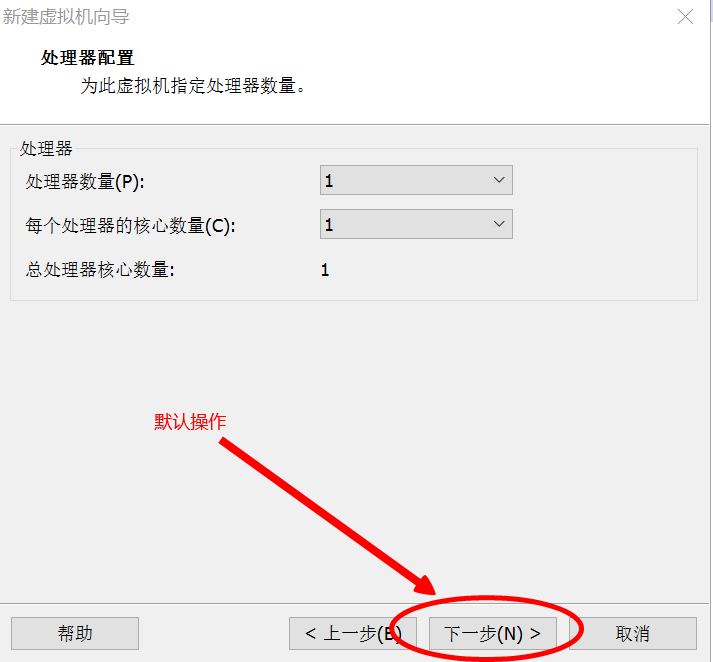 新建虚拟机向导
处理器配置
为此虚拟机指定处理器数量。
处理器
处理器数量(P):
1
每个处理器的核心数量(C):
1
总处理器核心数量:
1
默认操作
帮助
< 上一步(B)
下一步(N) >
取消